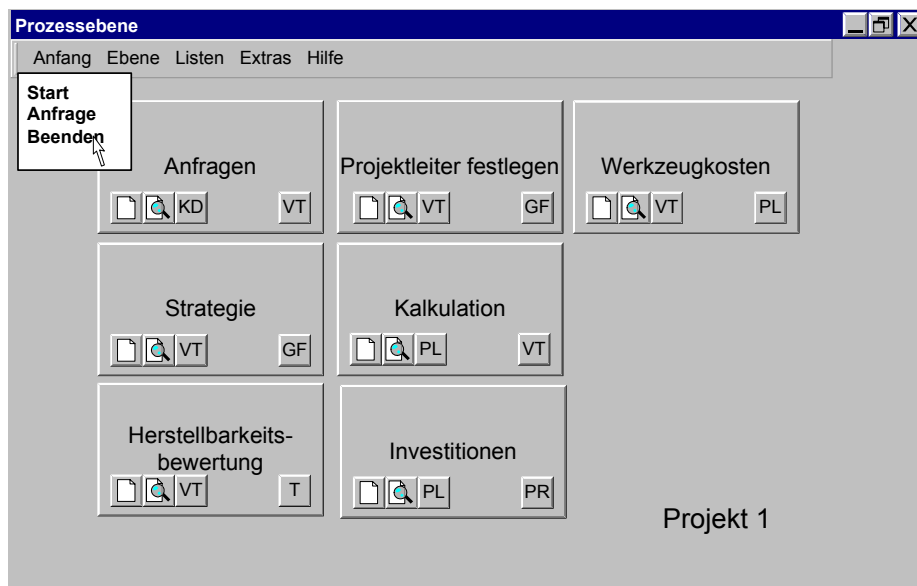 Prozessebene
Anfang Ebene Listen Extras Hilfe
Start
Anfrage
Beenden
Anfragen
KD VT
Projektleiter festlegen
VT GF
Werkzeugkosten
VT PL
Strategie
VT GF
Kalkulation
PL VT
Herstellbarkeits-
bewertung
VT T
Investitionen
PL PR
Projekt 1